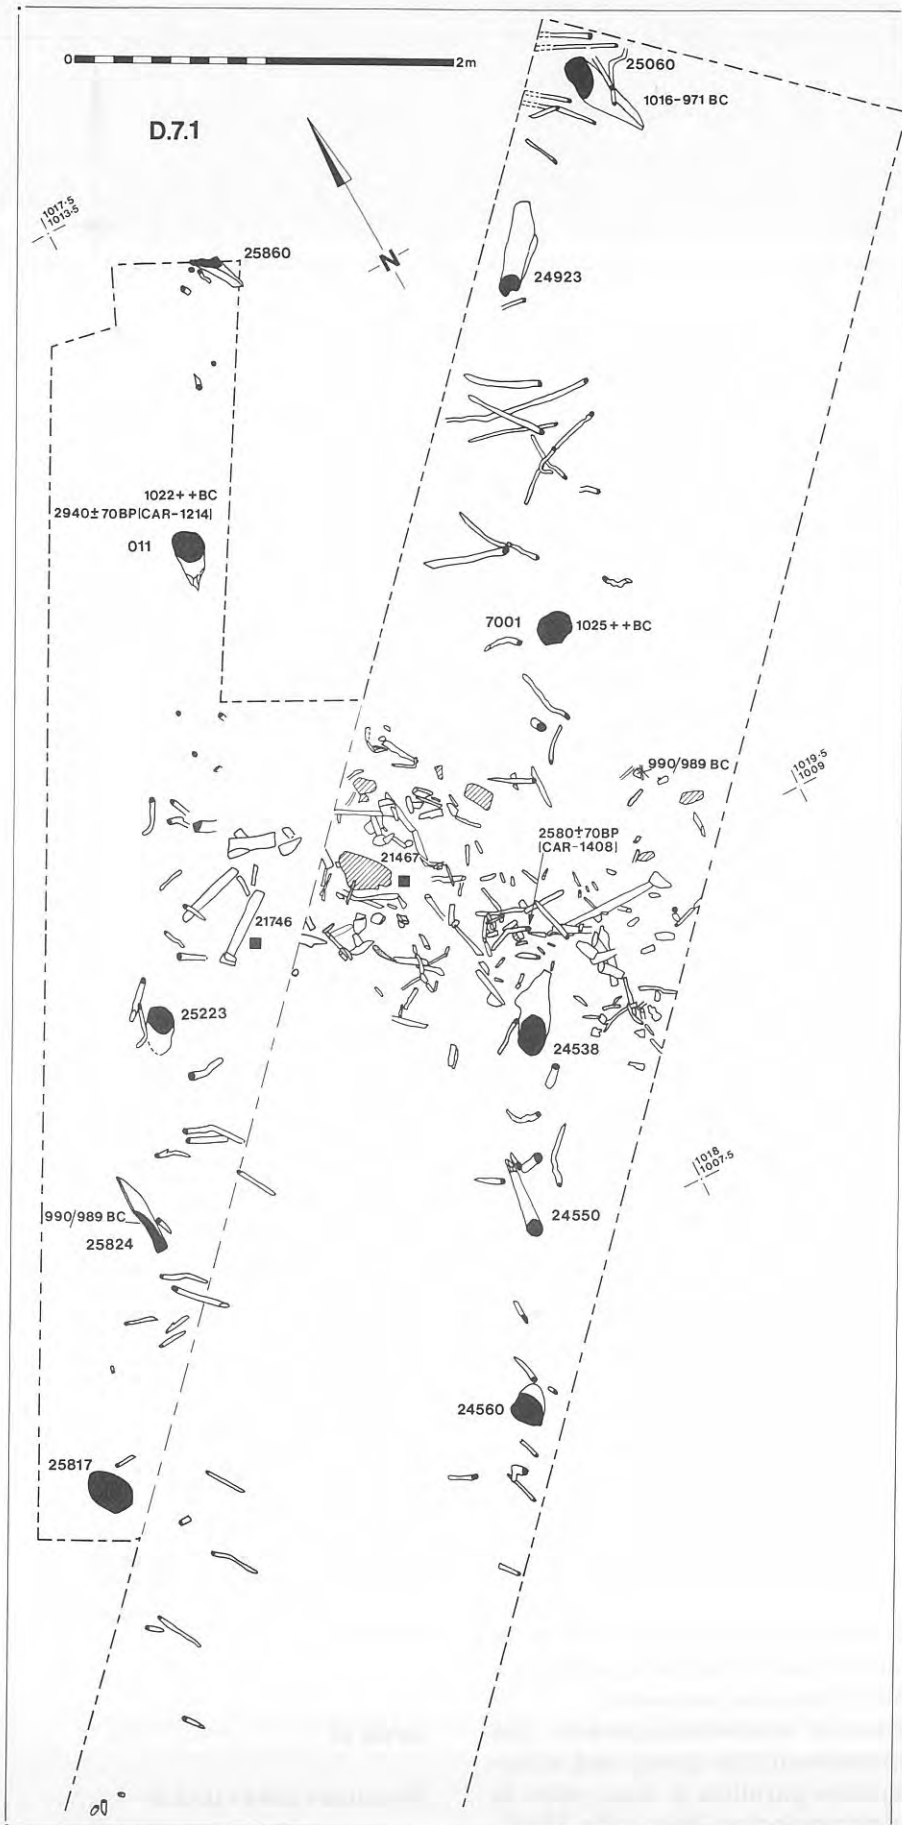 0 2m
D.7.1
25060
1016-971 BC
1017·5
1013·5
N
25860
24923
1022++BC
2940±70BP|CAR-1214|
011
7001
1025++BC
990/989 BC
1019·5
1009
2580±70BP
|CAR-1408|
21467
21746
25223
24538
1018
1007·5
24550
990/989 BC
25824
24560
25817